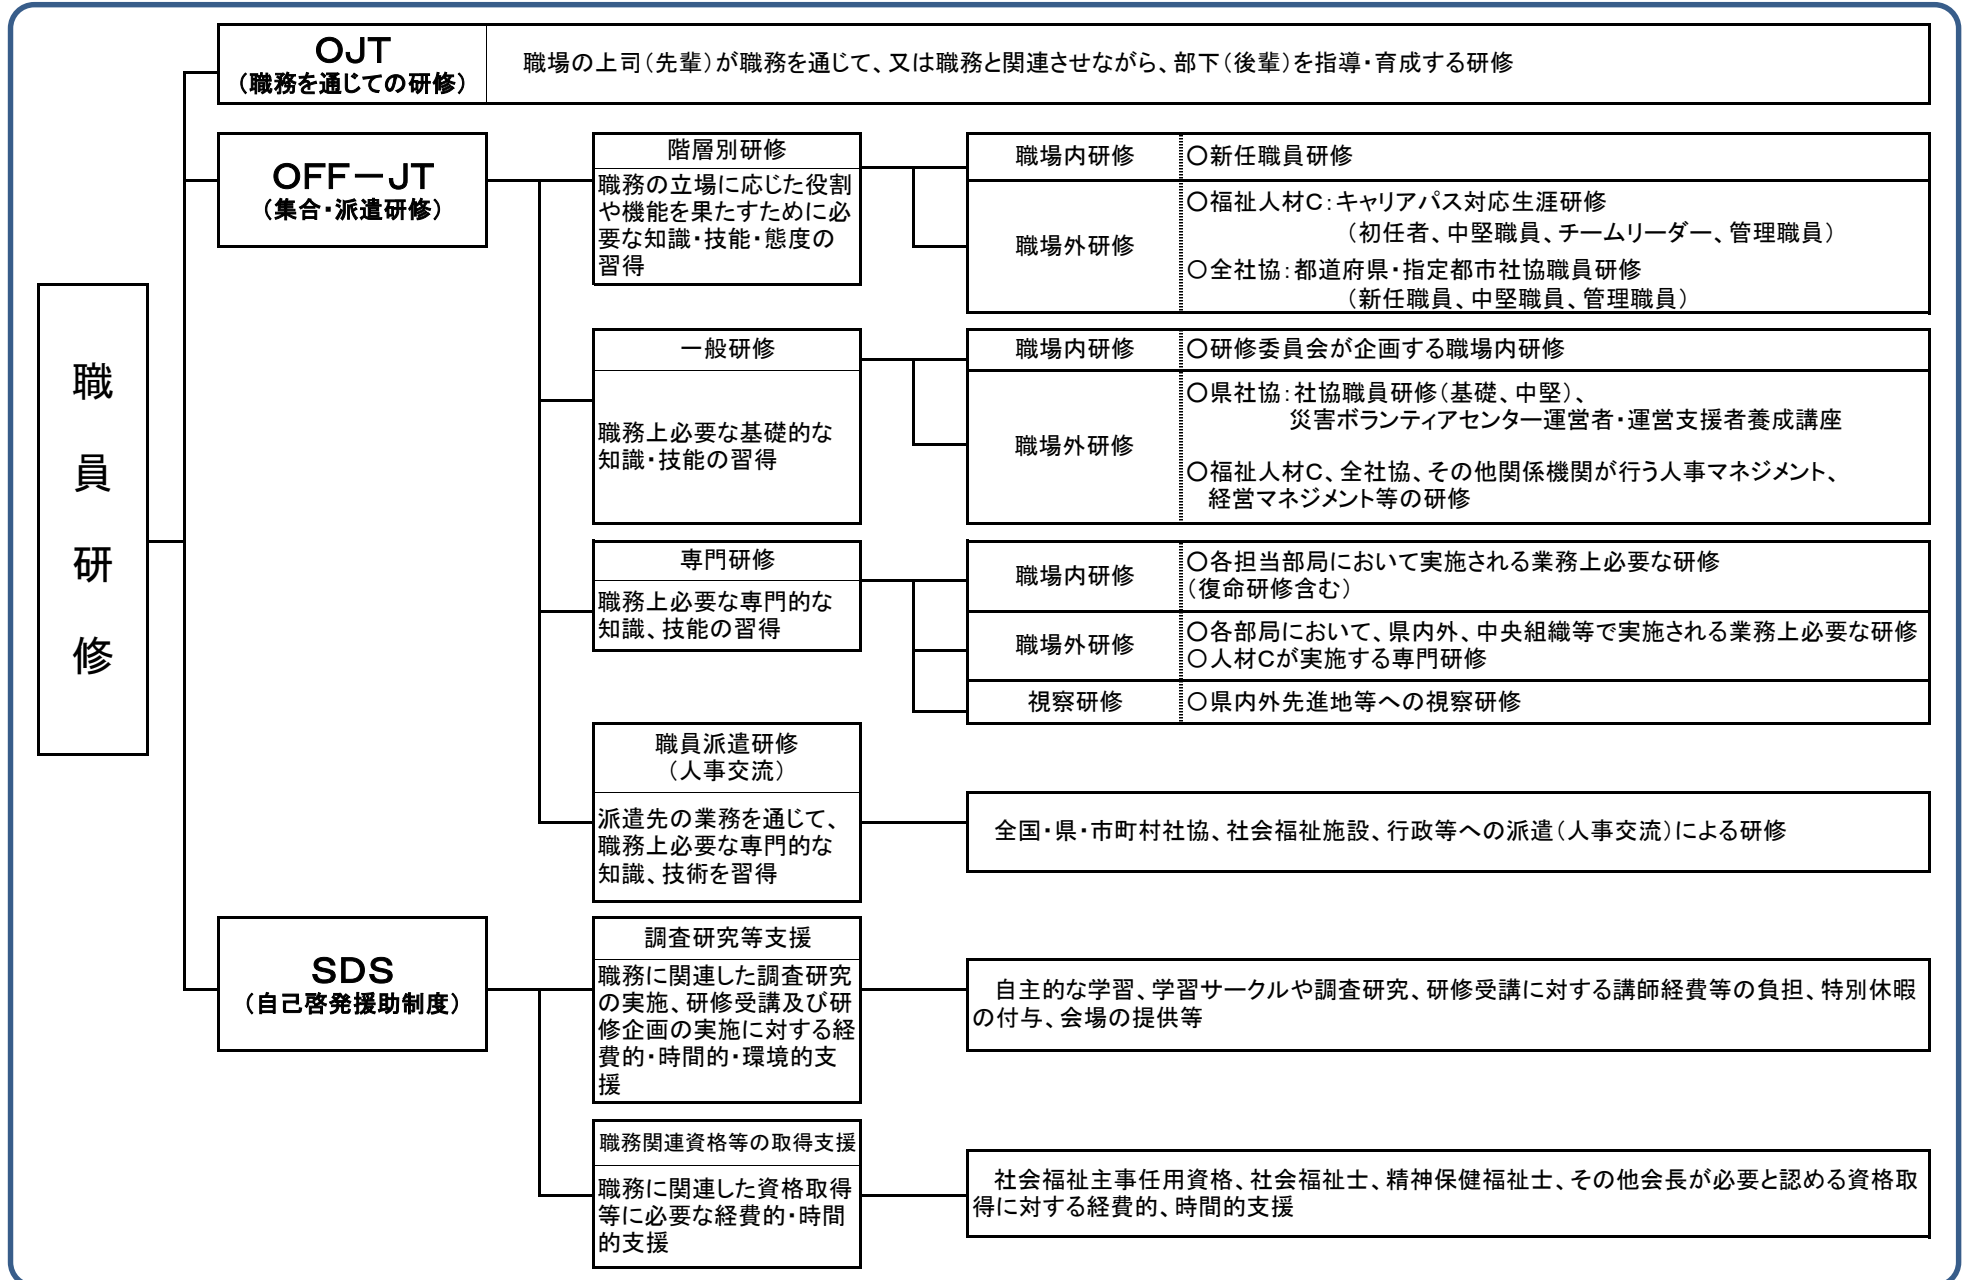 職員研修
OJT
（職務を通じての研修）
職場の上司（先輩）が職務を通じて、又は職務と関連させながら、部下（後輩）を指導・育成する研修
OFF－JT
（集合・派遣研修）
階層別研修
職務の立場に応じた役割
や機能を果たすために必
要な知識・技能・態度の
習得
職場内研修
○新任職員研修
職場外研修
○福祉人材C：キャリアパス対応生涯研修
（初任者、中堅職員、チームリーダー、管理職員）
○全社協：都道府県・指定都市社協職員研修
（新任職員、中堅職員、管理職員）
一般研修
職務上必要な基礎的な
知識・技能の習得
職場内研修
○研修委員会が企画する職場内研修
職場外研修
○県社協：社協職員研修（基礎、中堅）、
災害ボランティアセンター運営者・運営支援者養成講座
○福祉人材C、全社協、その他関係機関が行う人事マネジメント、
経営マネジメント等の研修
専門研修
職務上必要な専門的な
知識、技能の習得
職場内研修
○各担当部局において実施される業務上必要な研修
（復命研修含む）
職場外研修
○各部局において、県内外、中央組織等で実施される業務上必要な研修
○人材Cが実施する専門研修
視察研修
○県内外先進地等への視察研修
職員派遣研修
（人事交流）
派遣先の業務を通じて、
職務上必要な専門的な
知識、技術を習得
全国・県・市町村社協、社会福祉施設、行政等への派遣（人事交流）による研修
SDS
（自己啓発援助制度）
調査研究等支援
職務に関連した調査研究
の実施、研修受講及び研
修企画の実施に対する経
費的・時間的・環境的支
援
自主的な学習、学習サークルや調査研究、研修受講に対する講師経費等の負担、特別休暇
の付与、会場の提供等
職務関連資格等の取得支援
職務に関連した資格取得
等に必要な経費的・時間
的支援
社会福祉主事任用資格、社会福祉士、精神保健福祉士、その他会長が必要と認める資格取
得に対する経費的、時間的支援